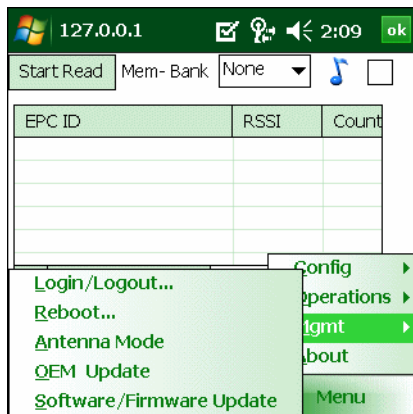 127.0.0.1 2:09 ok
Start Read Mem- Bank None
EPC ID RSSI Count
Config
Operations
Mgmt
About
Login/Logout...
Reboot...
Antenna Mode
OEM Update
Software/Firmware Update
Menu